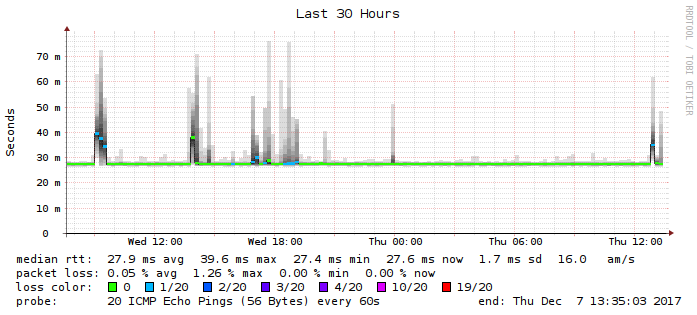 Last 30 Hours
RRDTOOL / TOBI OETIKER
Seconds
70 m
60 m
50 m
40 m
30 m
20 m
10 m
0
Wed 12:00 Wed 18:00 Thu 00:00 Thu 06:00 Thu 12:00
median rtt: 27.9 ms avg 39.6 ms max 27.4 ms min 27.6 ms now 1.7 ms sd 16.0 am/s
packet loss: 0.05 % avg 1.26 % max 0.00 % min 0.00 % now
loss color: 0 1/20 2/20 3/20 4/20 10/20 19/20
probe: 20 ICMP Echo Pings (56 Bytes) every 60s end: Thu Dec 7 13:35:03 2017